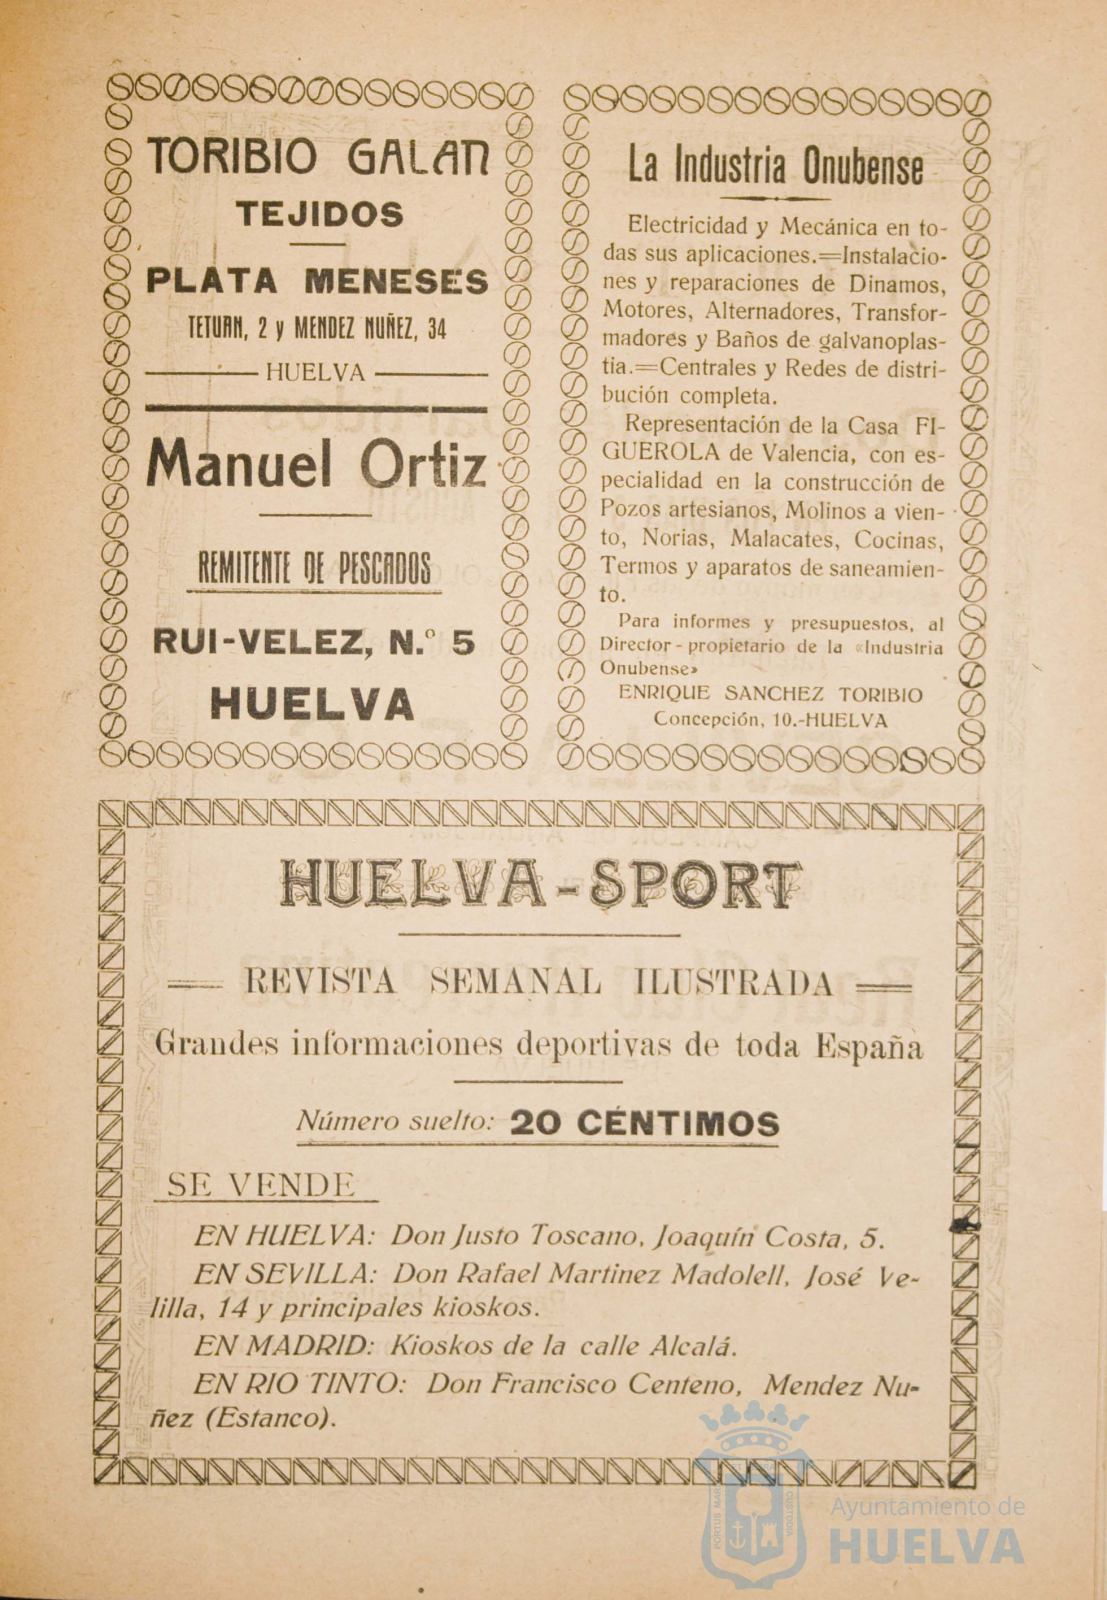 TORIBIO GALAN
TEJIDOS
PLATA MENESES
TETUAN, 2 y MENDEZ NUÑEZ, 34
HUELVA
Manuel Ortiz
REMITENTE DE PESCADOS
RUI-VELEZ, N.º 5
HUELVA
La Industria Onubense
Electricidad y Mecánica en to-
das sus aplicaciones.=Instalacio-
nes y reparaciones de Dinamos,
Motores, Alternadores, Transfor-
madores y Baños de galvanoplas-
tia.=Centrales y Redes de distri-
bución completa.
Representación de la Casa FI-
GUEROLA de Valencia, con es-
pecialidad en la construcción de
Pozos artesianos, Molinos a vien-
to, Norias, Malacates, Cocinas,
Termos y aparatos de saneamien-
to.
Para informes y presupuestos, al
Director-propietario de la «Industria
Onubense»
ENRIQUE SANCHEZ TORIBIO
Concepción, 10.-HUELVA
HUELVA-SPORT
REVISTA SEMANAL ILUSTRADA
Grandes informaciones deportivas de toda España
Número suelto: 20 CÉNTIMOS
SE VENDE
EN HUELVA: Don Justo Toscano, Joaquín Costa, 5.
EN SEVILLA: Don Rafael Martinez Madolell, José Ve-
lilla, 14 y principales kioskos.
EN MADRID: Kioskos de la calle Alcalá.
EN RIO TINTO: Don Francisco Centeno, Mendez Nu-
ñez (Estanco).
PORTUS MARIS CUSTODIA
Ayuntamiento de
HUELVA